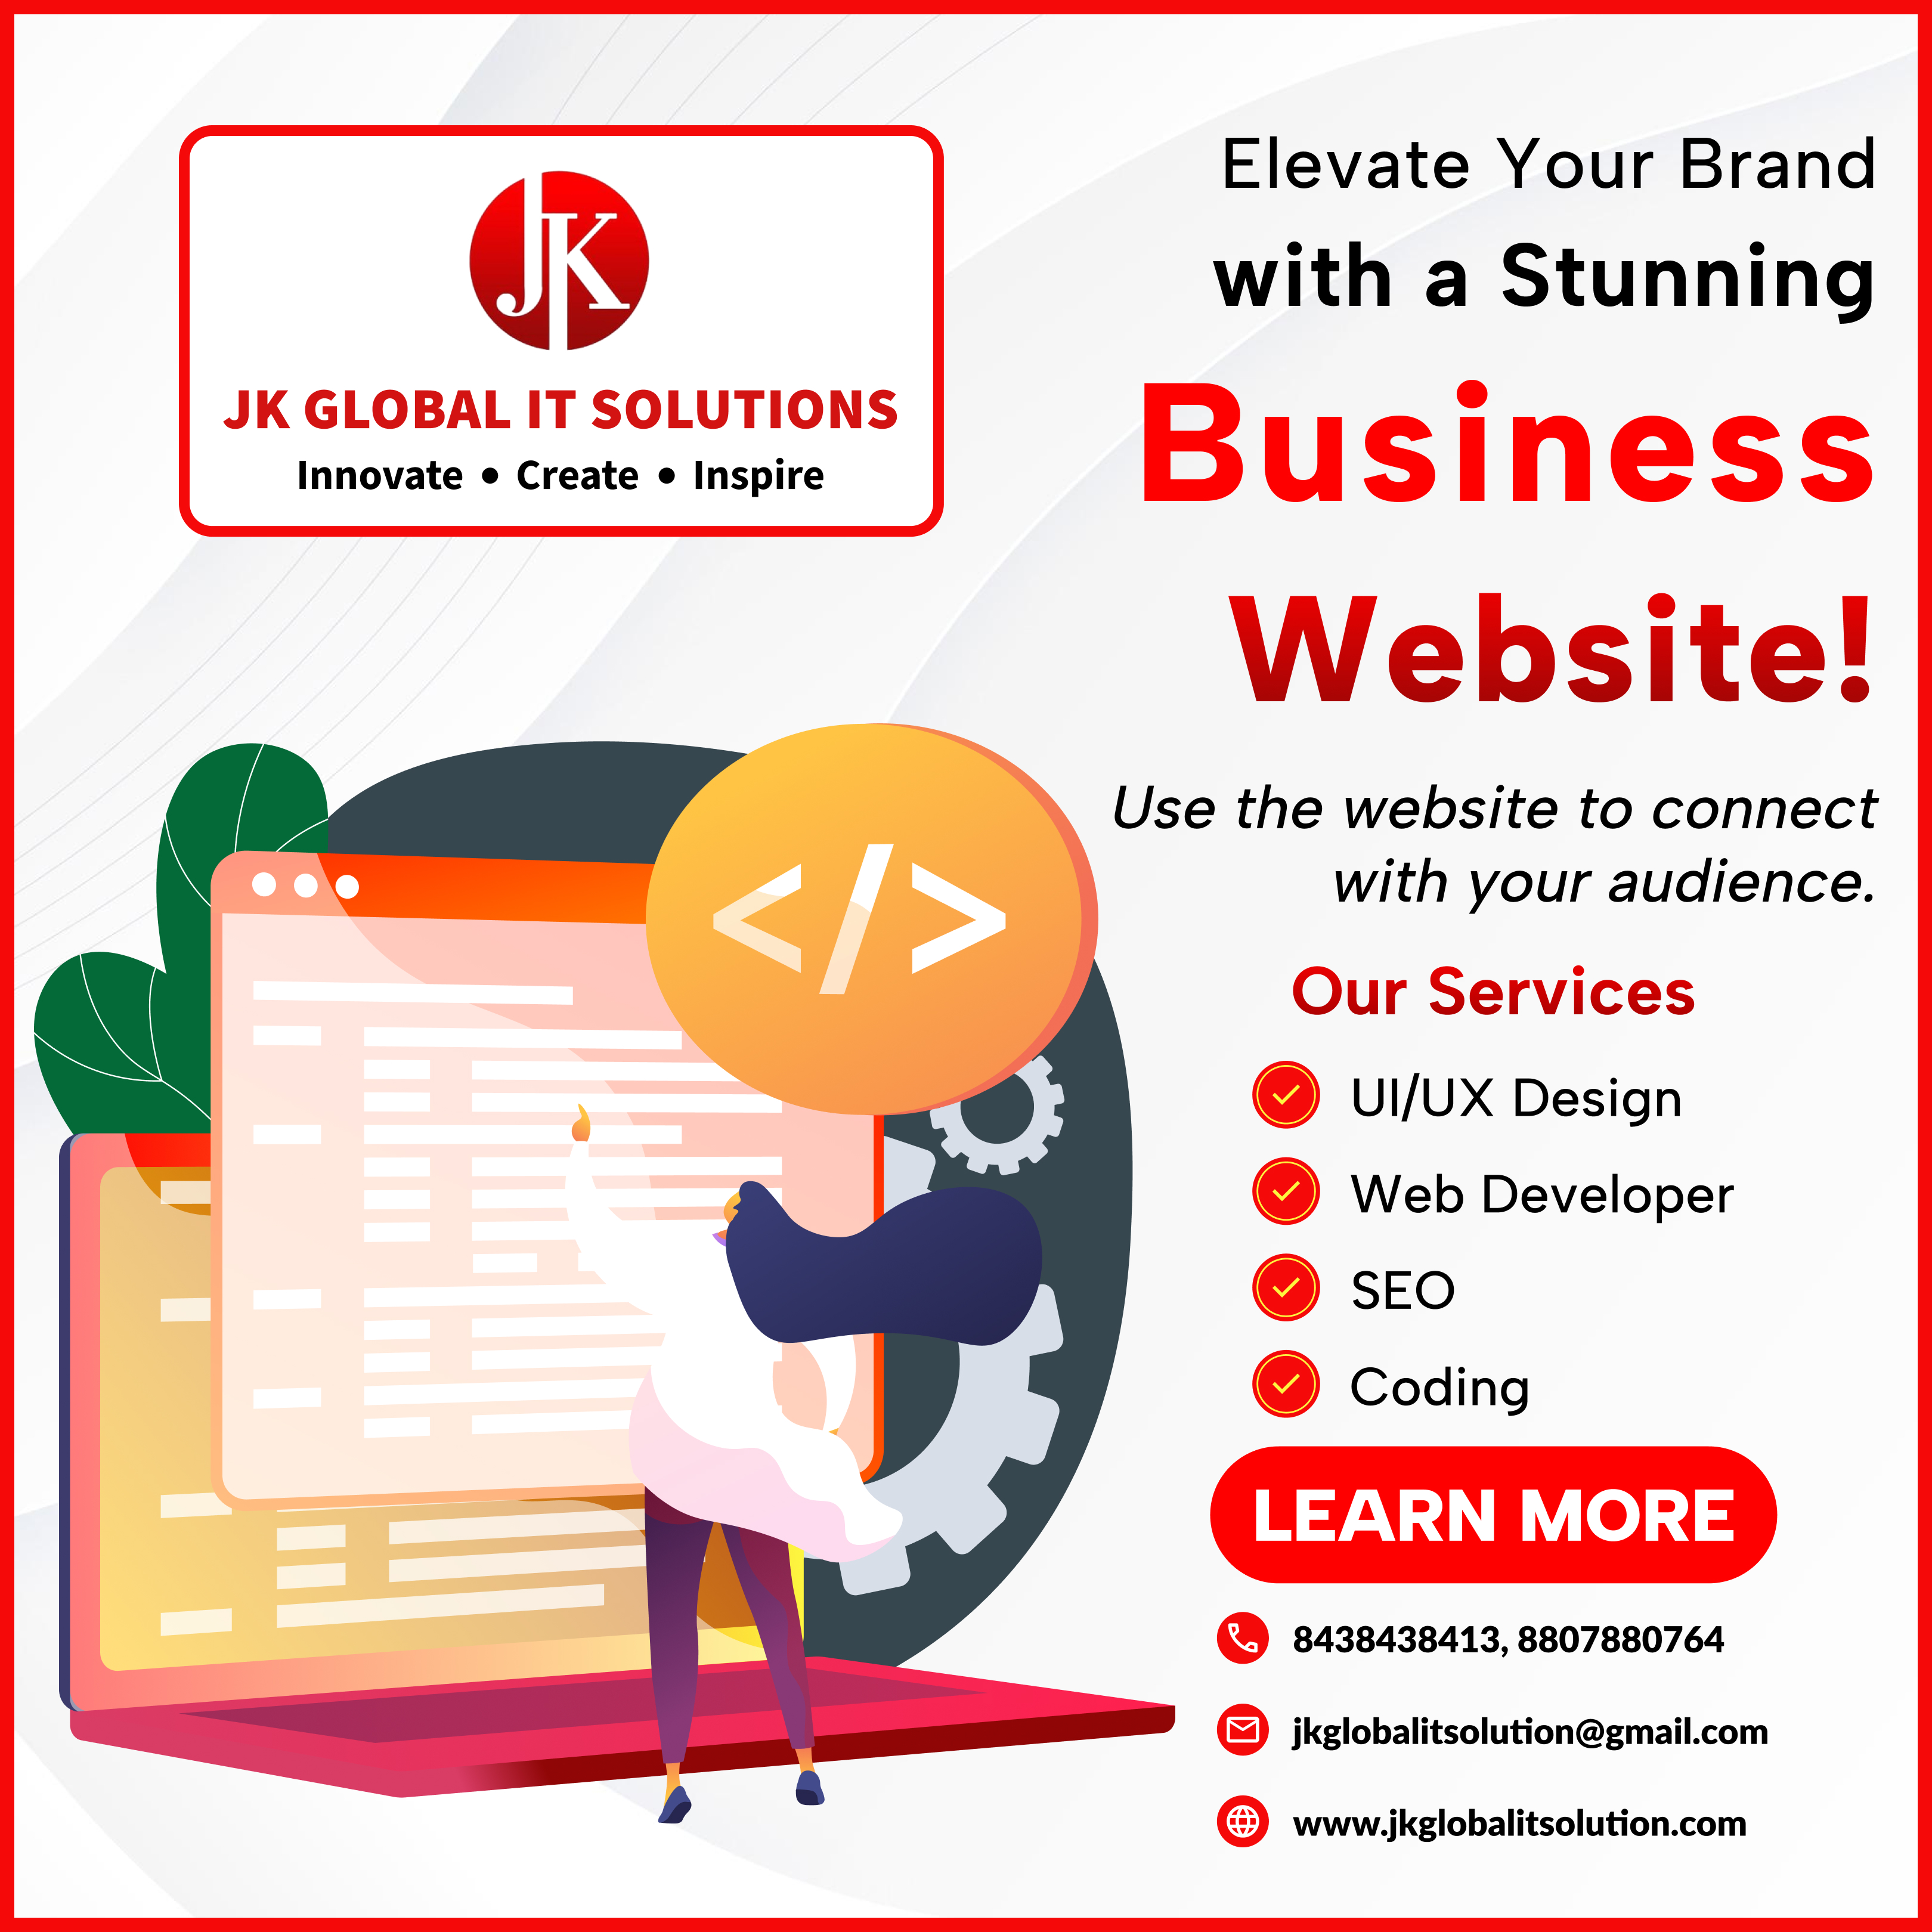 JK
JK GLOBAL IT SOLUTIONS
Innovate • Create • Inspire
Elevate Your Brand
with a Stunning
Business
Website!
Use the website to connect
with your audience.
</>
Our Services
UI/UX Design
Web Developer
SEO
Coding
LEARN MORE
8438438413, 8807880764
jkglobalitsolution@gmail.com
www.jkglobalitsolution.com